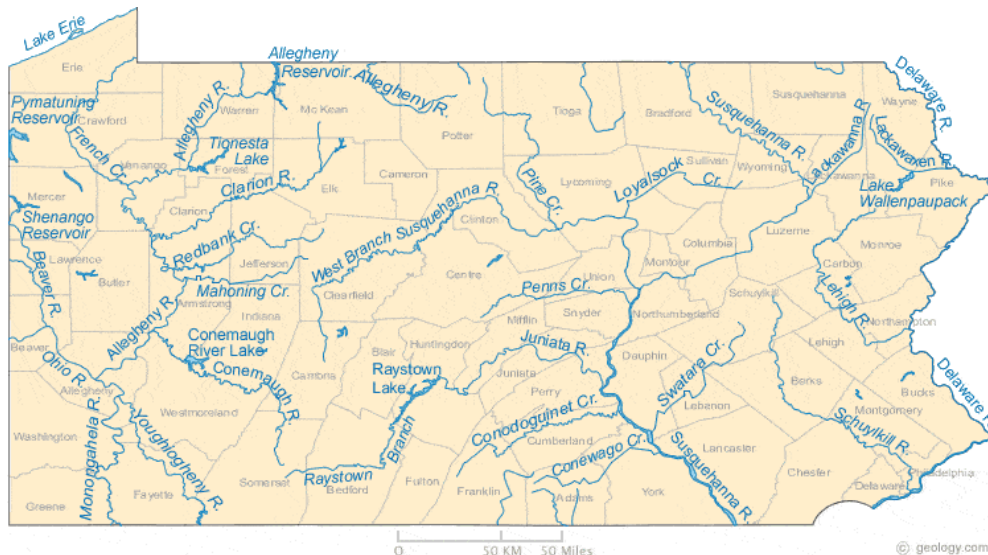 Lake Erie
Erie
Allegheny
Reservoir
Allegheny R.
Delaware R.
Pymatuning
Reservoir
Crawford
Warren
Allegheny R.
Mc Kean
Potter
Tioga
Bradford
Susquehanna
Wayne
Susquehanna R.
Lackawanna R.
Lackawaxen R.
French Cr.
Tionesta
Lake
Venango
Forest
Clarion R.
Elk
Cameron
Pine Cr.
Lycoming
Loyalsock
Cr.
Sullivan
Wyoming
Lackawanna
Pike
Lake
Wallenpaupack
Mercer
Shenango
Reservoir
Clarion
Redbank Cr.
Jefferson
West Branch Susquehanna R.
Clinton
Columbia
Luzerne
Monroe
Lawrence
Beaver R.
Butler
Mahoning Cr.
Armstrong
Clearfield
Centre
Union
Montour
Carbon
Lehigh R.
Indiana
Penns Cr.
Snyder
Northumberland
Schuylkill
Northampton
Allegheny R.
Mifflin
Conemaugh
River Lake
Beaver
Ohio R.
Blair
Huntingdon
Juniata R.
Dauphin
Lehigh
Raystown
Lake
Cambria
Juniata
Perry
Swatara Cr.
Berks
Delaware R.
Allegheny
Conemaugh R.
Westmoreland
Conodoguinet Cr.
Lebanon
Bucks
Montgomery
Monongahela R.
Youghiogheny R.
Washington
Cumberland
Conewago Cr.
Lancaster
Schuylkill R.
Raystown
Branch
Somerset
Bedford
Fulton
Franklin
Adams
York
Susquehanna R.
Chester
Delaware
Philadelphia
Greene
Fayette
0 50 KM 50 Miles
© geology.com